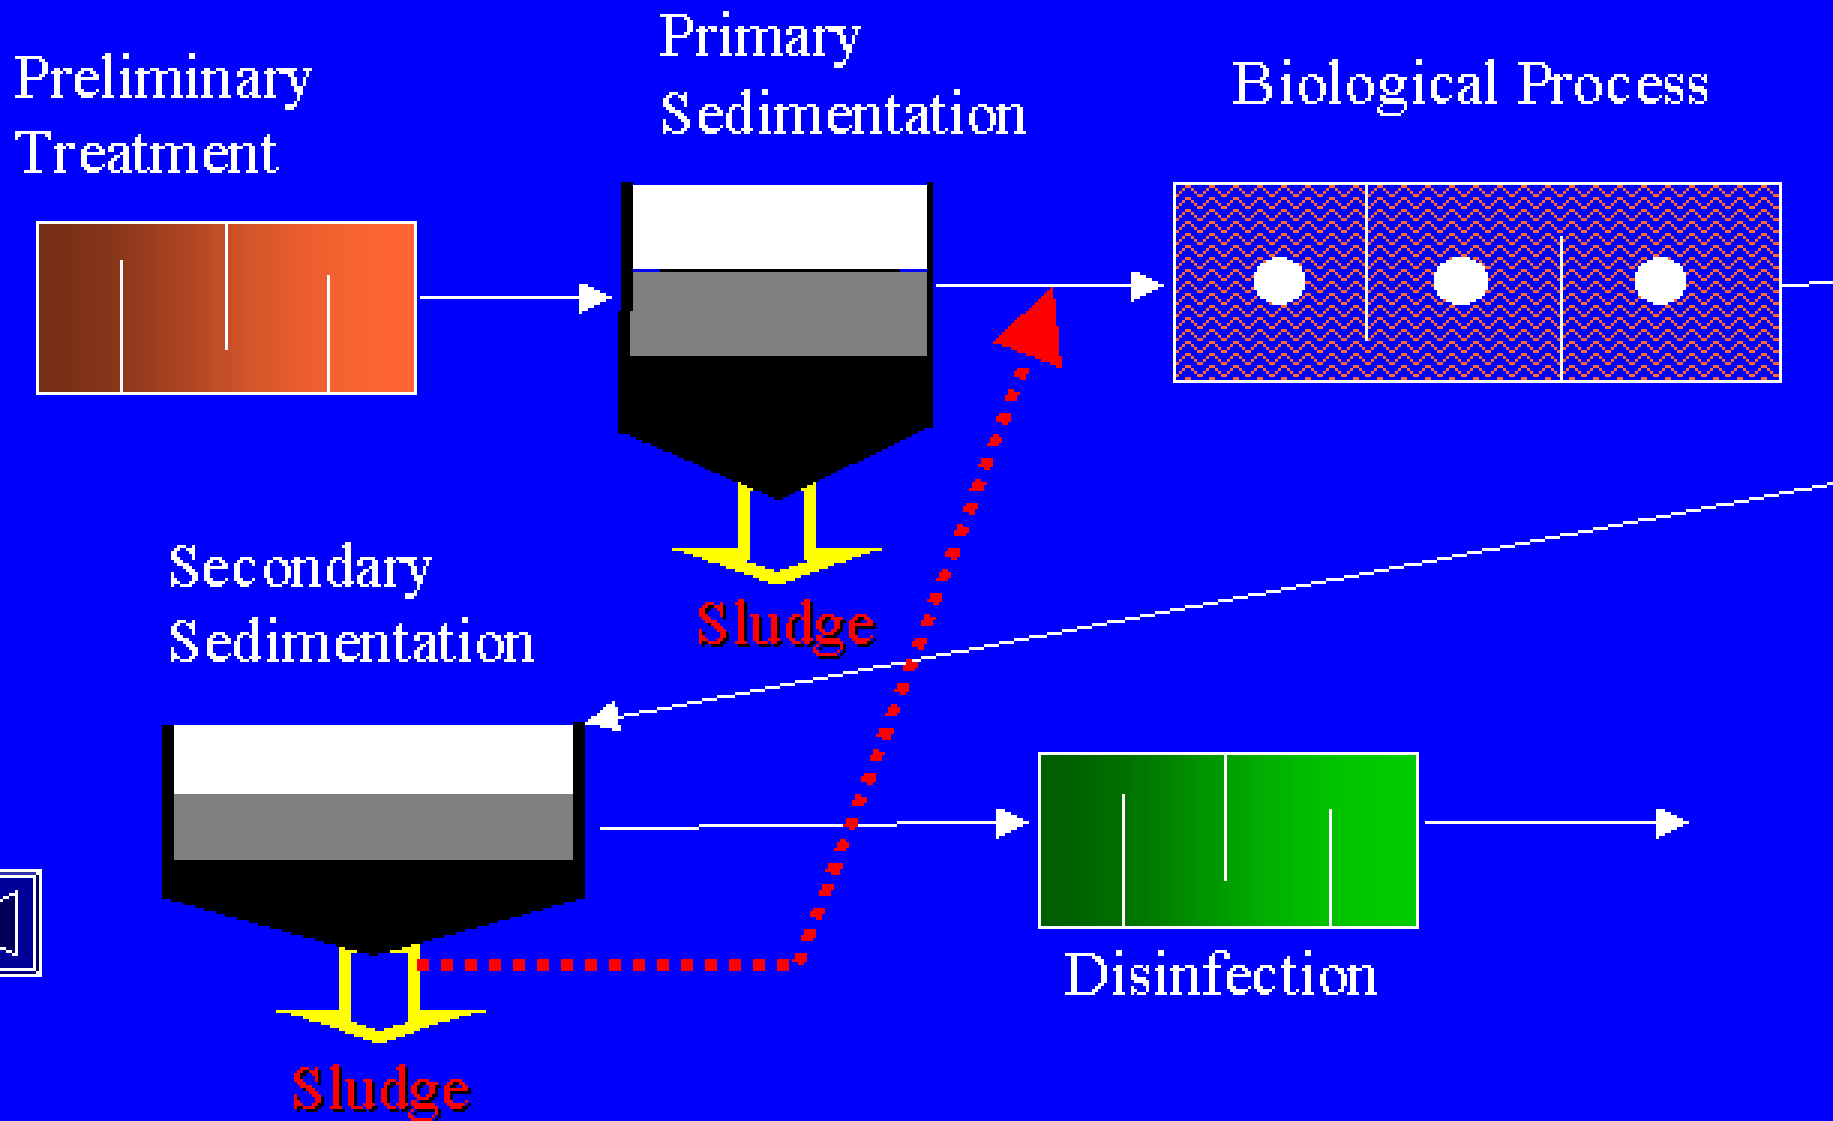 Preliminary
Treatment
Primary
Sedimentation
Biological Process
Sludge
Secondary
Sedimentation
Disinfection
Sludge